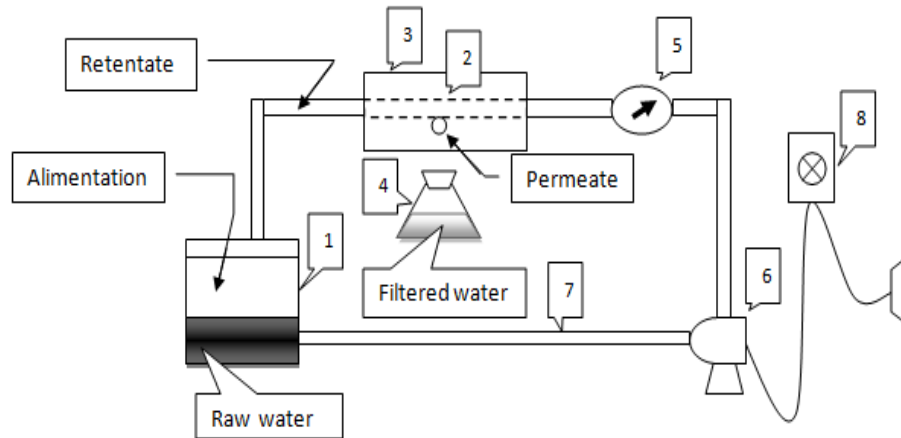 3
2
5
Retentate
8
Alimentation
4
Permeate
1
Filtered water
7
6
Raw water